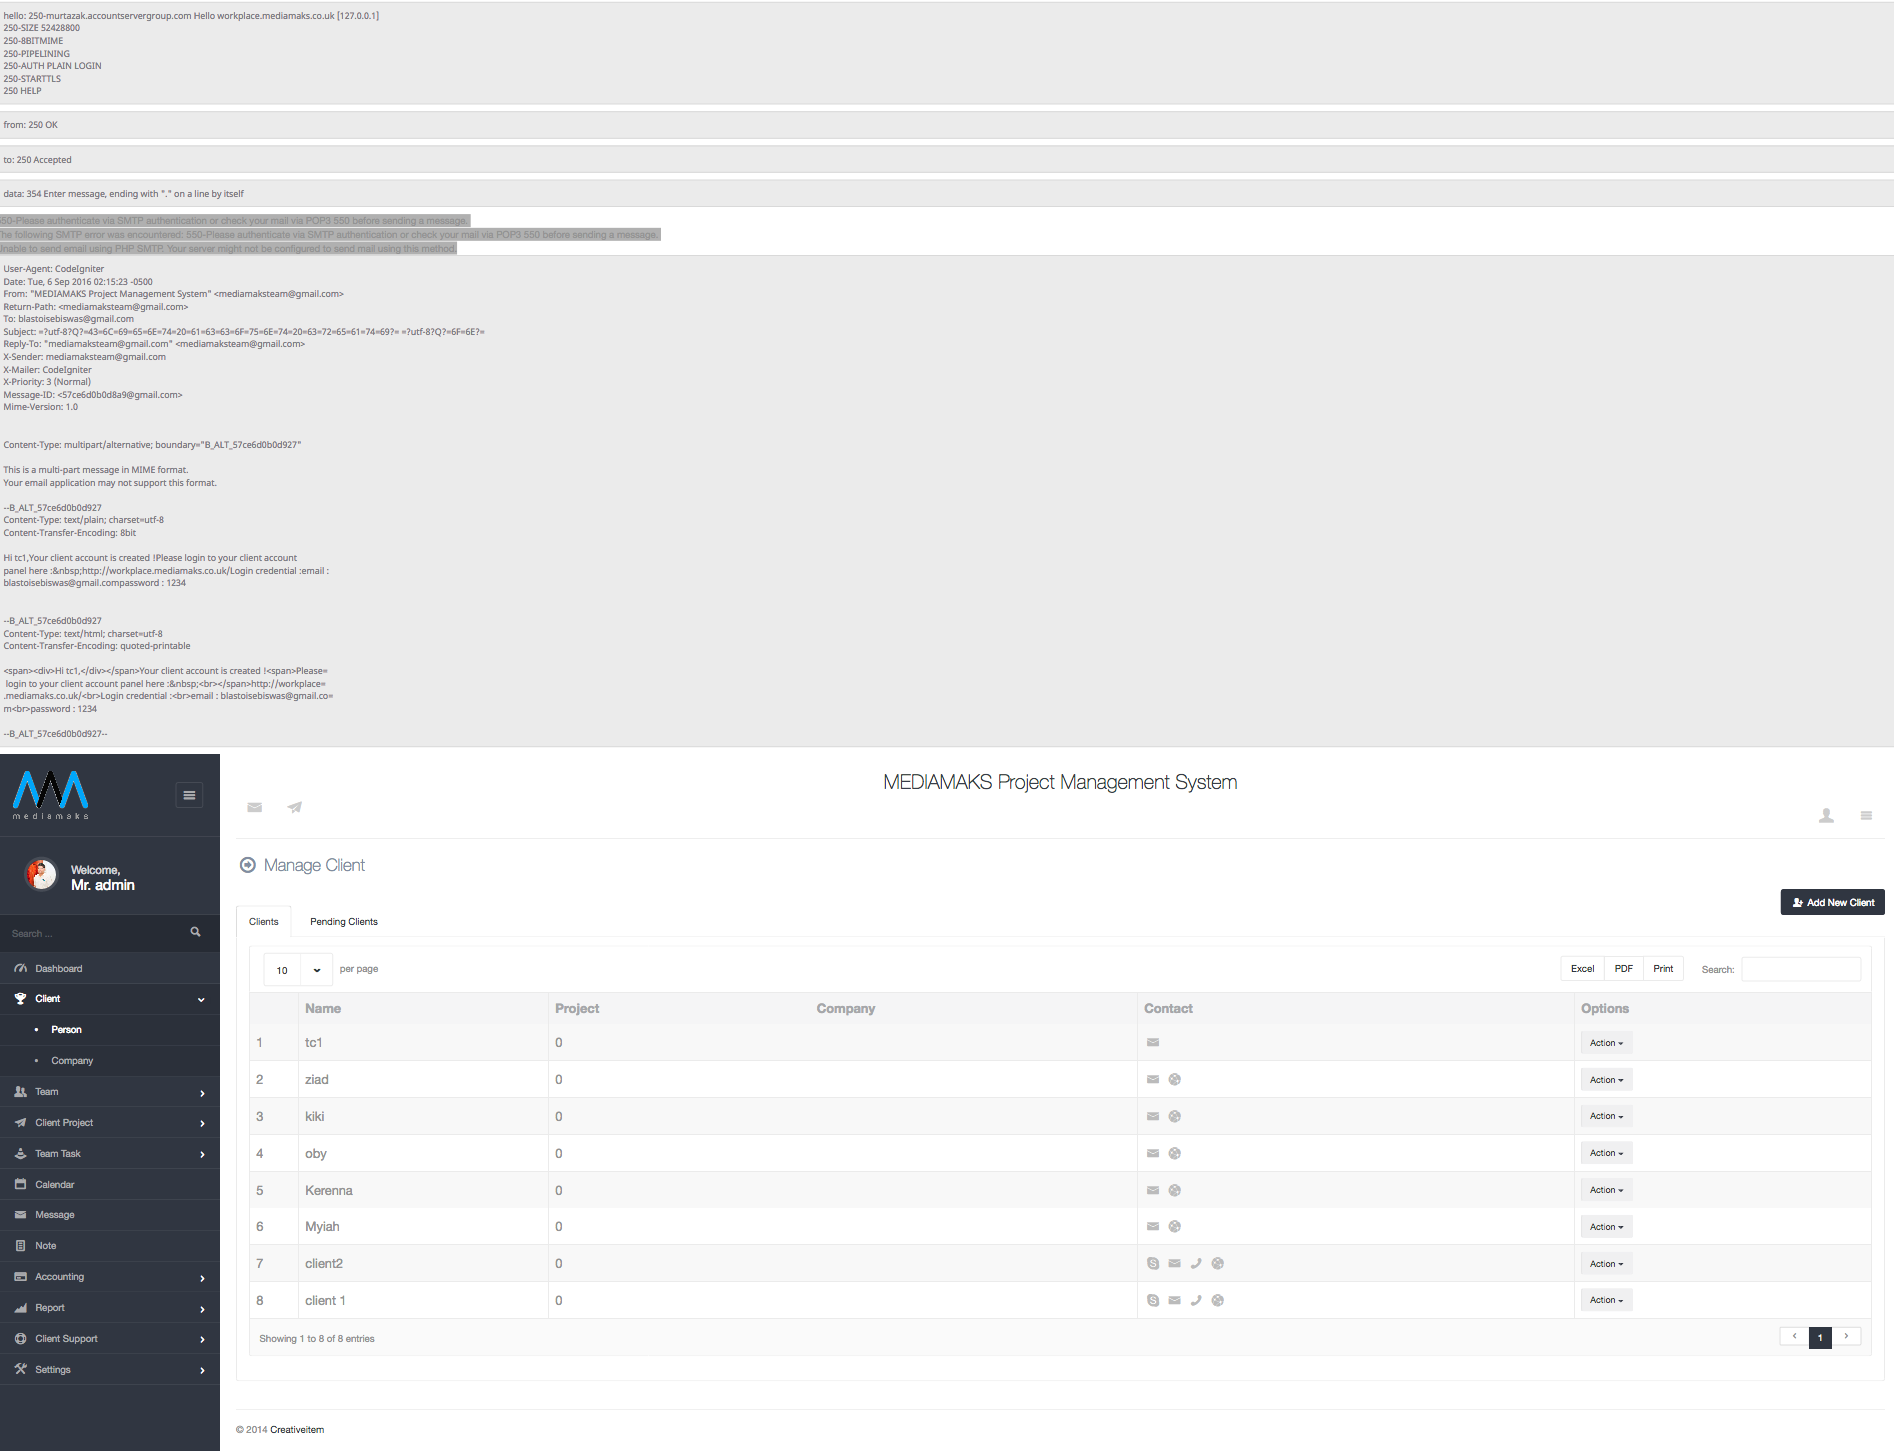 hello: 250-murtazak.accountservergroup.com Hello workplace.mediamaks.co.uk [127.0.0.1]
250-SIZE 52428800
250-8BITMIME
250-PIPELINING
250-AUTH PLAIN LOGIN
250-STARTTLS
250 HELP
from: 250 OK
to: 250 Accepted
data: 354 Enter message, ending with "." on a line by itself
550-Please authenticate via SMTP authentication or check your mail via POP3 550 before sending a message.
The following SMTP error was encountered: 550-Please authenticate via SMTP authentication or check your mail via POP3 550 before sending a message.
Unable to send email using PHP SMTP. Your server might not be configured to send mail using this method.
User-Agent: CodeIgniter
Date: Tue, 6 Sep 2016 02:15:23 -0500
From: "MEDIAMAKS Project Management System" <mediamaksteam@gmail.com>
Return-Path: <mediamaksteam@gmail.com>
To: blastoisebiswas@gmail.com
Subject: =?utf-8?Q?=43=6C=69=65=6E=74=20=61=63=63=6F=75=6E=74=20=63=72=65=61=74=69?= =?utf-8?Q?=6F=6E?=
Reply-To: "mediamaksteam@gmail.com" <mediamaksteam@gmail.com>
X-Sender: mediamaksteam@gmail.com
X-Mailer: CodeIgniter
X-Priority: 3 (Normal)
Message-ID: <57ce6d0b0d8a9@gmail.com>
Mime-Version: 1.0
Content-Type: multipart/alternative; boundary="B_ALT_57ce6d0b0d927"
This is a multi-part message in MIME format.
Your email application may not support this format.
--B_ALT_57ce6d0b0d927
Content-Type: text/plain; charset=utf-8
Content-Transfer-Encoding: 8bit
Hi tc1,Your client account is created !Please login to your client account
panel here :&nbsp;http://workplace.mediamaks.co.uk/Login credential :email :
blastoisebiswas@gmail.compassword : 1234
--B_ALT_57ce6d0b0d927
Content-Type: text/html; charset=utf-8
Content-Transfer-Encoding: quoted-printable
<span><div>Hi tc1,</div></span>Your client account is created !<span>Please=
login to your client account panel here :&nbsp;<br></span>http://workplace=
.mediamaks.co.uk/<br>Login credential :<br>email : blastoisebiswas@gmail.co=
m<br>password : 1234
--B_ALT_57ce6d0b0d927--
mediamaks
MEDIAMAKS Project Management System
Welcome,
Mr. admin
Search ...
Dashboard
Client
Person
Company
Team
Client Project
Team Task
Calendar
Message
Note
Accounting
Report
Client Support
Settings
Manage Client
Add New Client
Clients Pending Clients
10 per page Excel PDF Print Search:
Name Project Company Contact Options
1 tc1 0 Action
2 ziad 0 Action
3 kiki 0 Action
4 oby 0 Action
5 Kerenna 0 Action
6 Myiah 0 Action
7 client2 0 Action
8 client 1 0 Action
Showing 1 to 8 of 8 entries 1
© 2014 Creativeitem